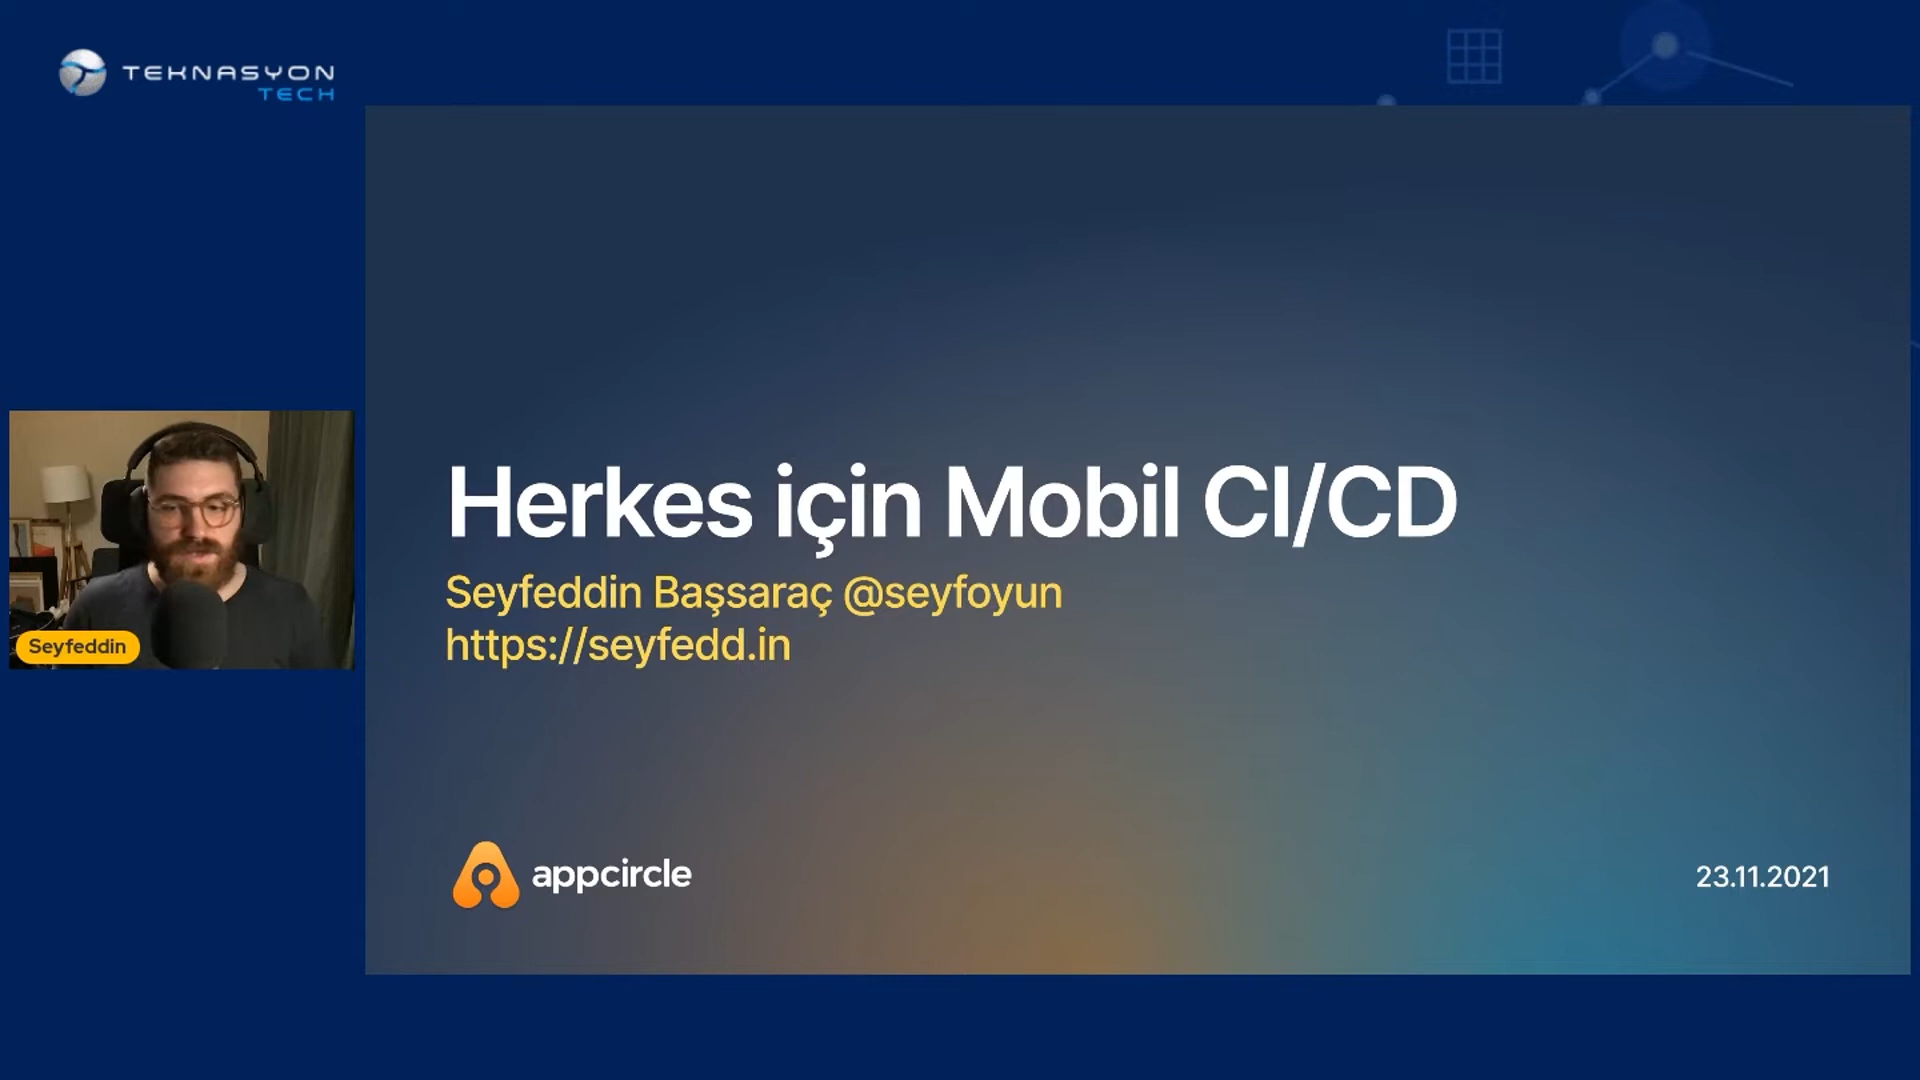 TEKNASYON
TECH
Herkes için Mobil CI/CD
Seyfeddin Başsaraç @seyfoyun
https://seyfedd.in
Seyfeddin
appcircle
23.11.2021